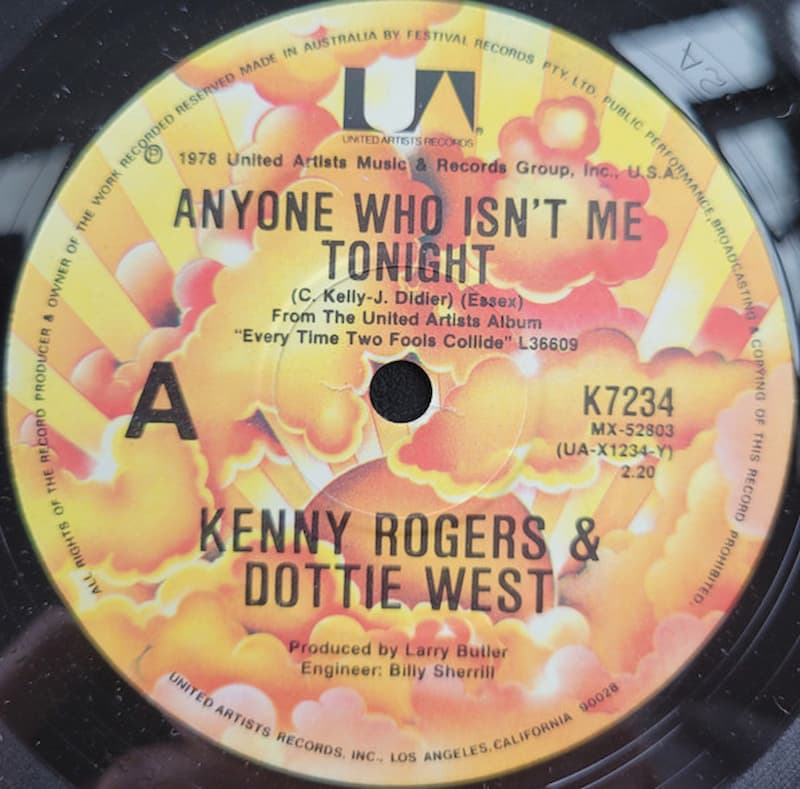 ALL RIGHTS OF THE RECORD PRODUCER & OWNER OF THE WORK RECORDED RESERVED MADE IN AUSTRALIA BY FESTIVAL RECORDS PTY. LTD. PUBLIC PERFORMANCE, BROADCASTING & COPYING OF THIS RECORD PROHIBITED.
UA
UNITED ARTISTS RECORDS®
℗ 1978 United Artists Music & Records Group, Inc., U.S.A.
ANYONE WHO ISN'T ME
TONIGHT
(C. Kelly-J. Didier) (Essex)
From The United Artists Album
"Every Time Two Fools Collide" L36609
A
K7234
MX-52803
(UA-X1234-Y)
2.20
KENNY ROGERS &
DOTTIE WEST
Produced by Larry Butler
Engineer: Billy Sherrill
UNITED ARTISTS RECORDS, INC., LOS ANGELES, CALIFORNIA 90028